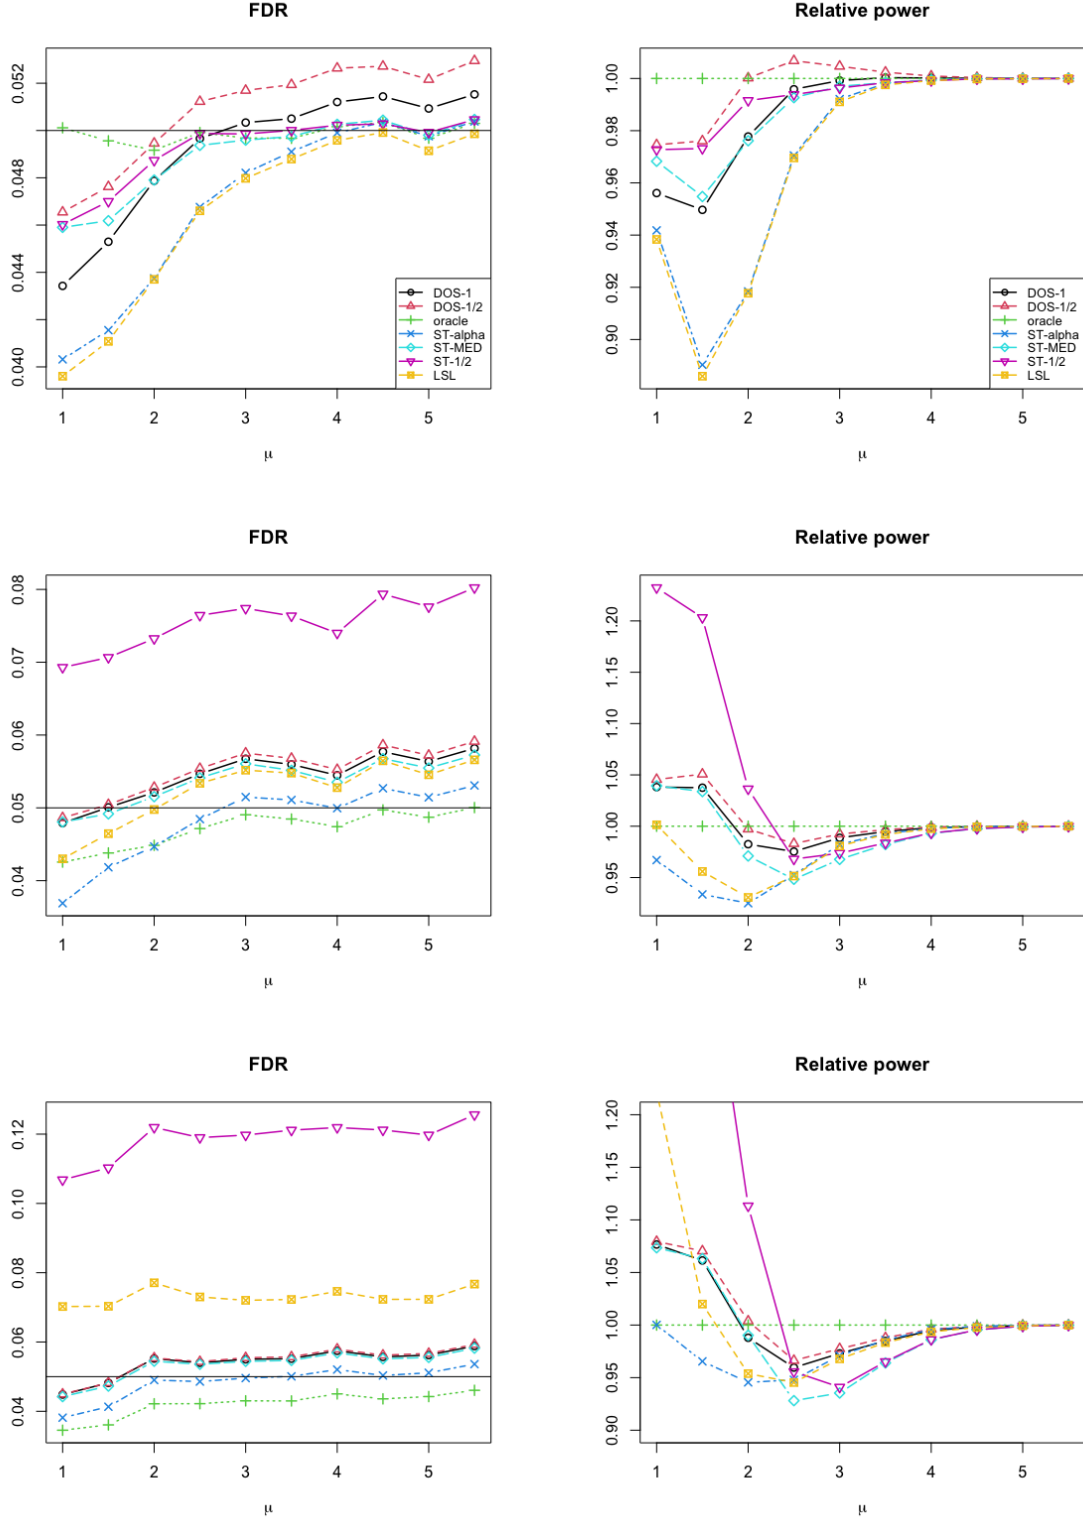 FDR
0.040 0.044 0.048 0.052
DOS-1
DOS-1/2
oracle
ST-alpha
ST-MED
ST-1/2
LSL
1 2 3 4 5
μ
Relative power
0.90 0.92 0.94 0.96 0.98 1.00
DOS-1
DOS-1/2
oracle
ST-alpha
ST-MED
ST-1/2
LSL
1 2 3 4 5
μ
FDR
0.04 0.05 0.06 0.07 0.08
1 2 3 4 5
μ
Relative power
0.95 1.00 1.05 1.10 1.15 1.20
1 2 3 4 5
μ
FDR
0.04 0.06 0.08 0.10 0.12
1 2 3 4 5
μ
Relative power
0.90 0.95 1.00 1.05 1.10 1.20
1 2 3 4 5
μ